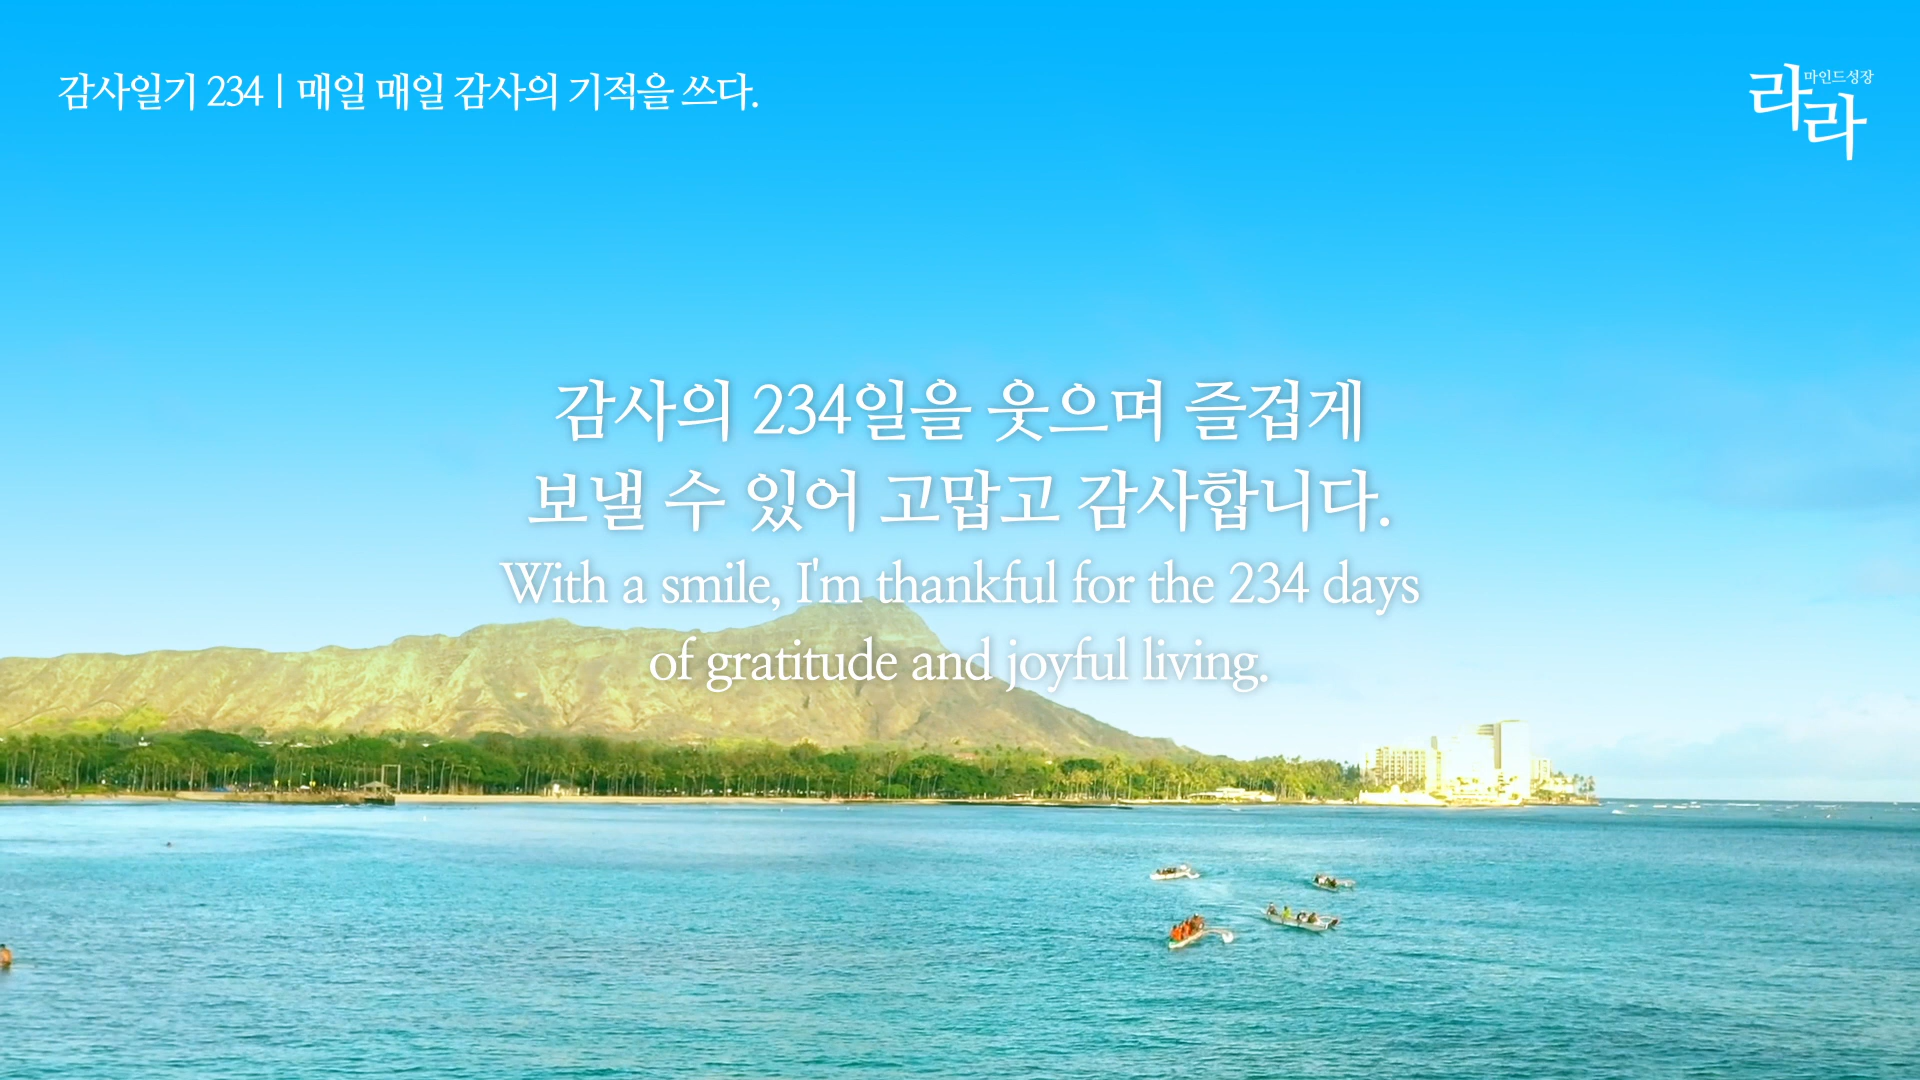 감사일기 234 | 매일 매일 감사의 기적을 쓰다.
마인드성장
라라
감사의 234일을 웃으며 즐겁게
보낼 수 있어 고맙고 감사합니다.
With a smile, I'm thankful for the 234 days
of gratitude and joyful living.